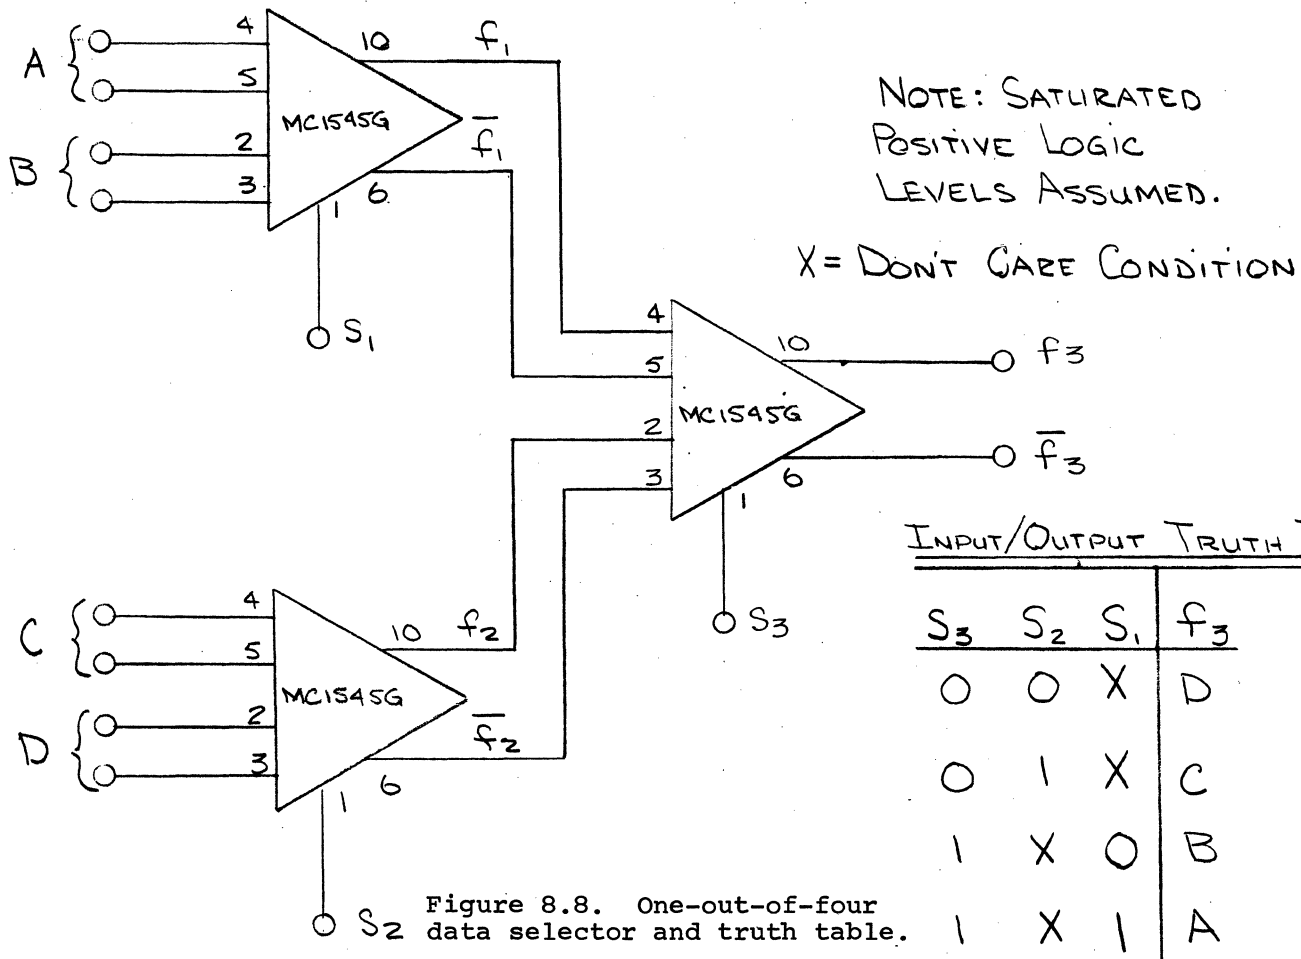 A
4
5
B
2
3
MC1545G
10
f₁
f̅₁
6
1
S₁
NOTE: SATURATED
POSITIVE LOGIC
LEVELS ASSUMED.
X = DON'T CARE CONDITION
4
5
2
3
MC1545G
10
f₃
f̅₃
6
1
S₃
C
4
5
D
2
3
MC1545G
10
f₂
f̅₂
6
1
S₂
INPUT/OUTPUT TRUTH
S₃ S₂ S₁ f₃
0 0 X D
0 1 X C
1 X 0 B
1 X 1 A
Figure 8.8. One-out-of-four
data selector and truth table.